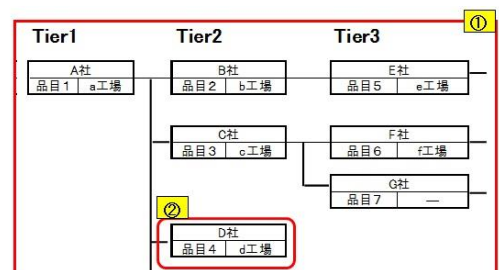 ①
Tier1 Tier2 Tier3
A社 B社 E社
品目1 a工場 品目2 b工場 品目5 e工場
C社 F社
品目3 c工場 品目6 f工場
G社
品目7 —
②
D社
品目4 d工場